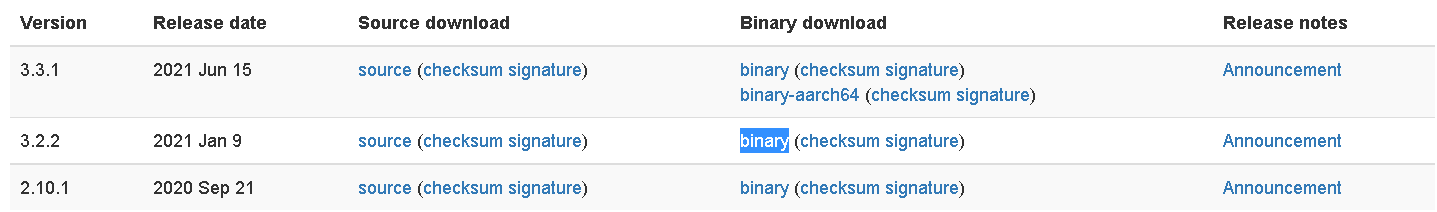 Version Release date Source download Binary download Release notes
3.3.1 2021 Jun 15 source (checksum signature) binary (checksum signature) Announcement
binary-aarch64 (checksum signature)
3.2.2 2021 Jan 9 source (checksum signature) binary (checksum signature) Announcement
2.10.1 2020 Sep 21 source (checksum signature) binary (checksum signature) Announcement